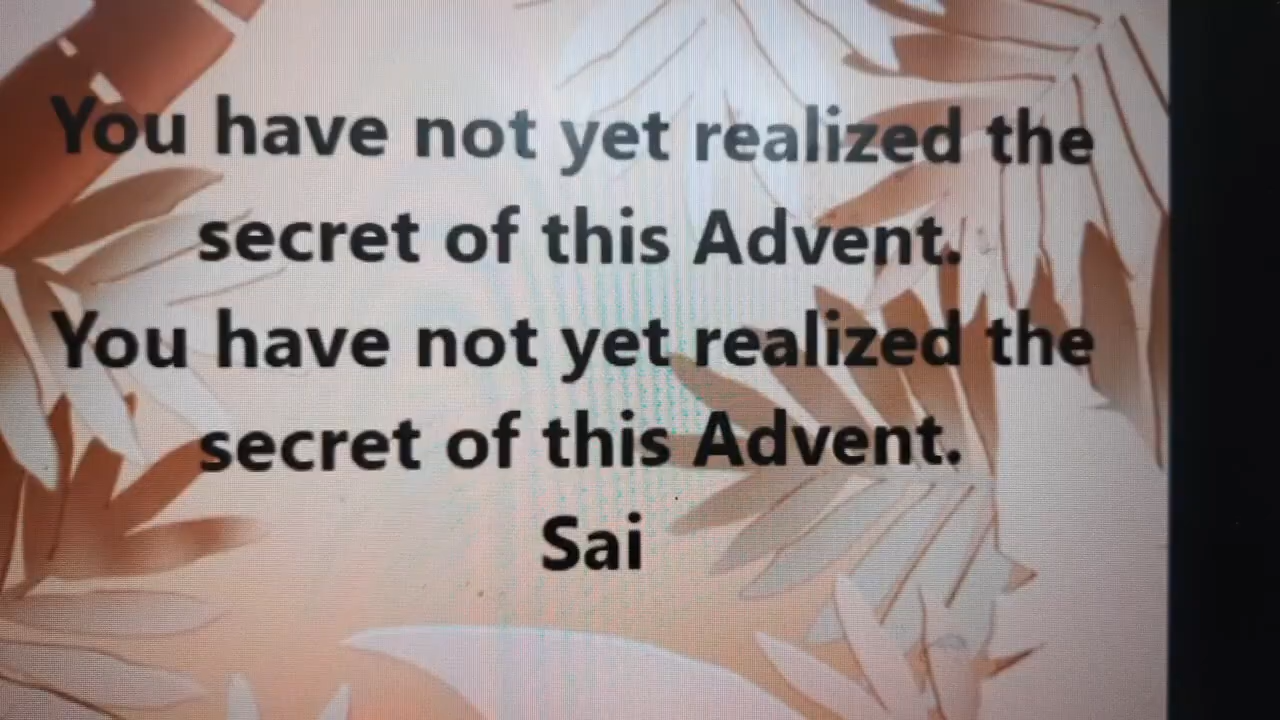 You have not yet realized the
secret of this Advent.
You have not yet realized the
secret of this Advent.
Sai